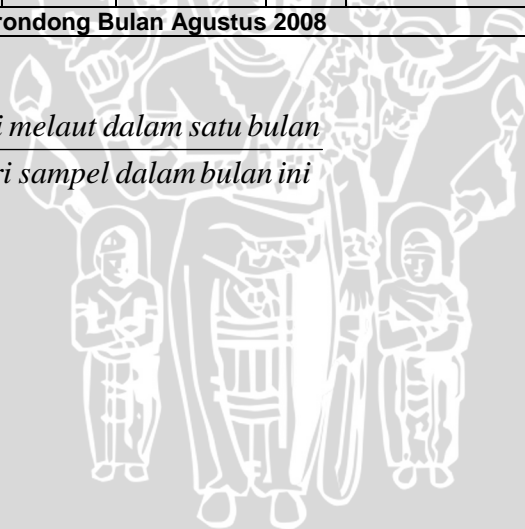 rondong Bulan Agustus 2008
i melaut dalam satu bulan
ri sampel dalam bulan ini